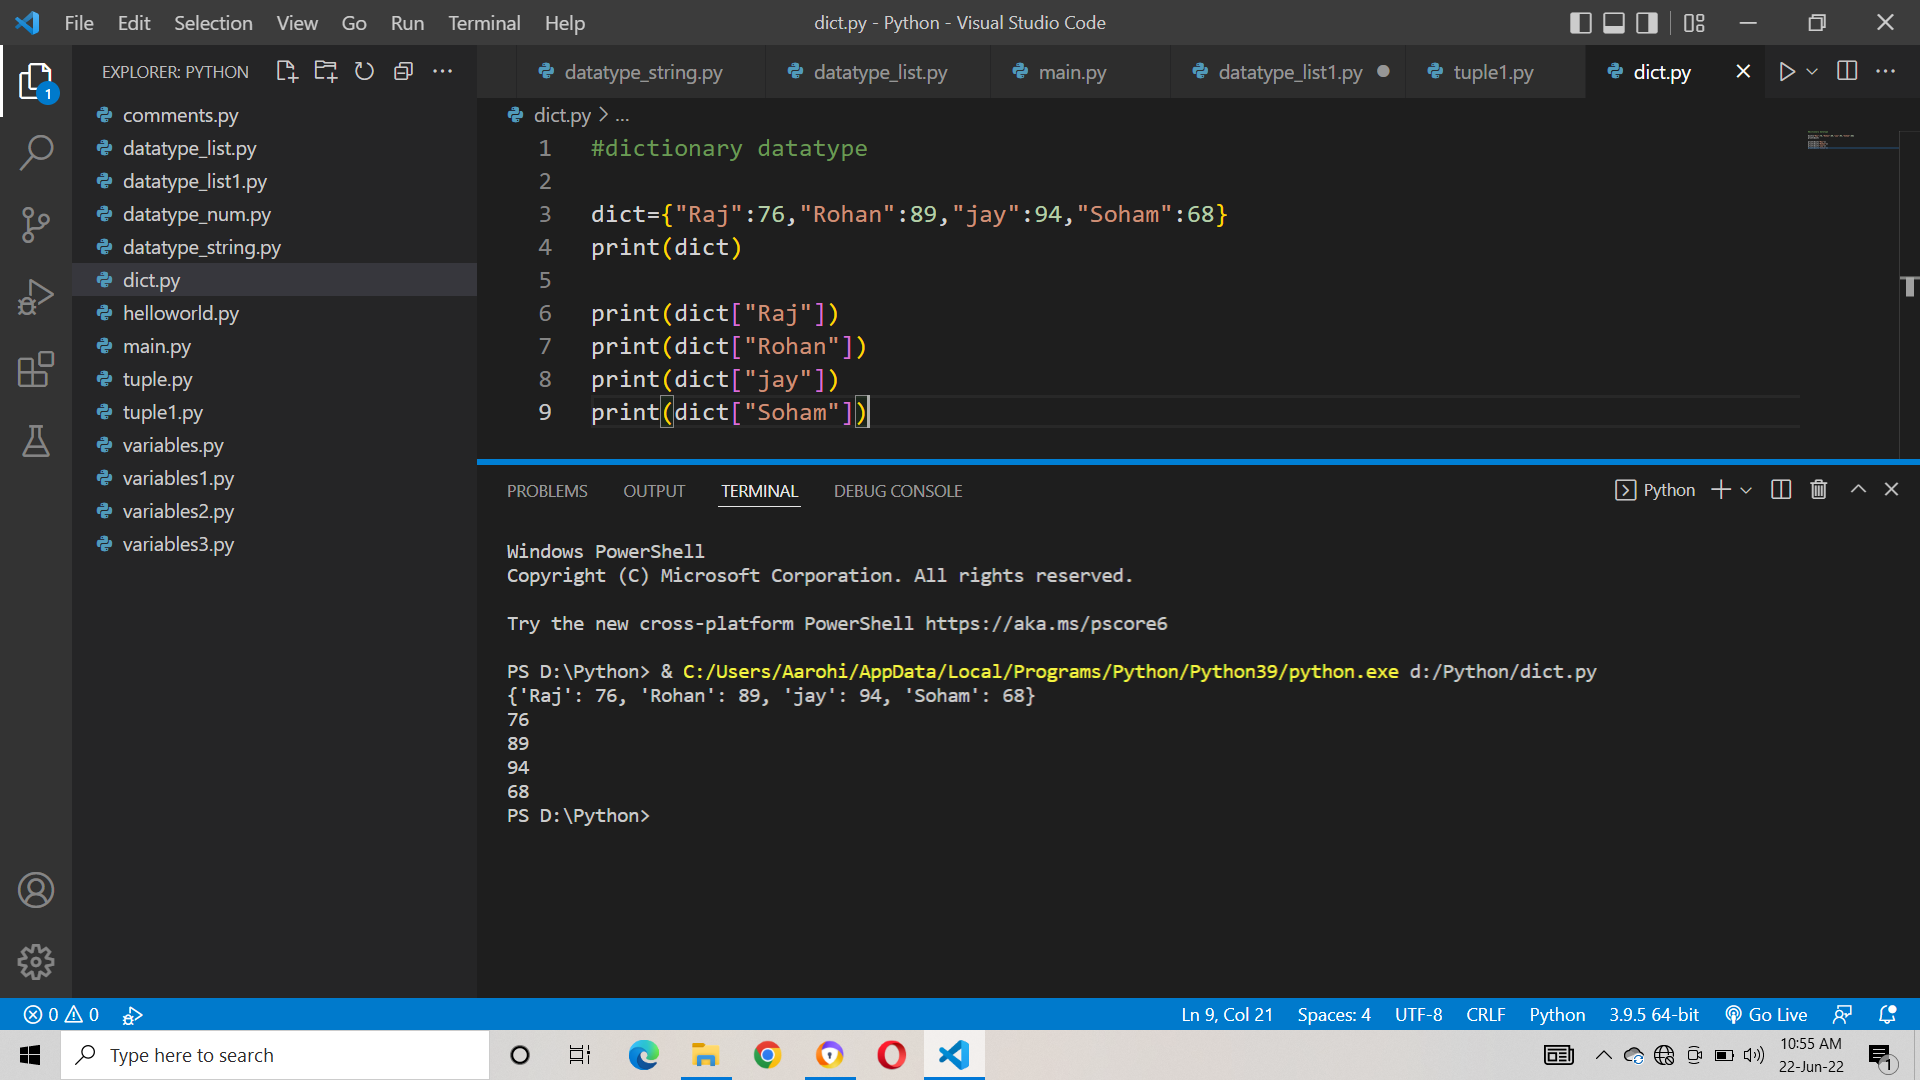 File Edit Selection View Go Run Terminal Help
dict.py - Python - Visual Studio Code
EXPLORER: PYTHON
1
comments.py
datatype_list.py
datatype_list1.py
datatype_num.py
datatype_string.py
dict.py
helloworld.py
main.py
tuple.py
tuple1.py
variables.py
variables1.py
variables2.py
variables3.py
datatype_string.py datatype_list.py main.py datatype_list1.py tuple1.py dict.py
dict.py > ...
1 #dictionary datatype
2
3 dict={"Raj":76,"Rohan":89,"jay":94,"Soham":68}
4 print(dict)
5
6 print(dict["Raj"])
7 print(dict["Rohan"])
8 print(dict["jay"])
9 print(dict["Soham"])
PROBLEMS OUTPUT TERMINAL DEBUG CONSOLE
Python
Windows PowerShell
Copyright (C) Microsoft Corporation. All rights reserved.
Try the new cross-platform PowerShell https://aka.ms/pscore6
PS D:\Python> & C:/Users/Aarohi/AppData/Local/Programs/Python/Python39/python.exe d:/Python/dict.py
{'Raj': 76, 'Rohan': 89, 'jay': 94, 'Soham': 68}
76
89
94
68
PS D:\Python>
0 0
Ln 9, Col 21 Spaces: 4 UTF-8 CRLF Python 3.9.5 64-bit Go Live
Type here to search
10:55 AM
22-Jun-22
1